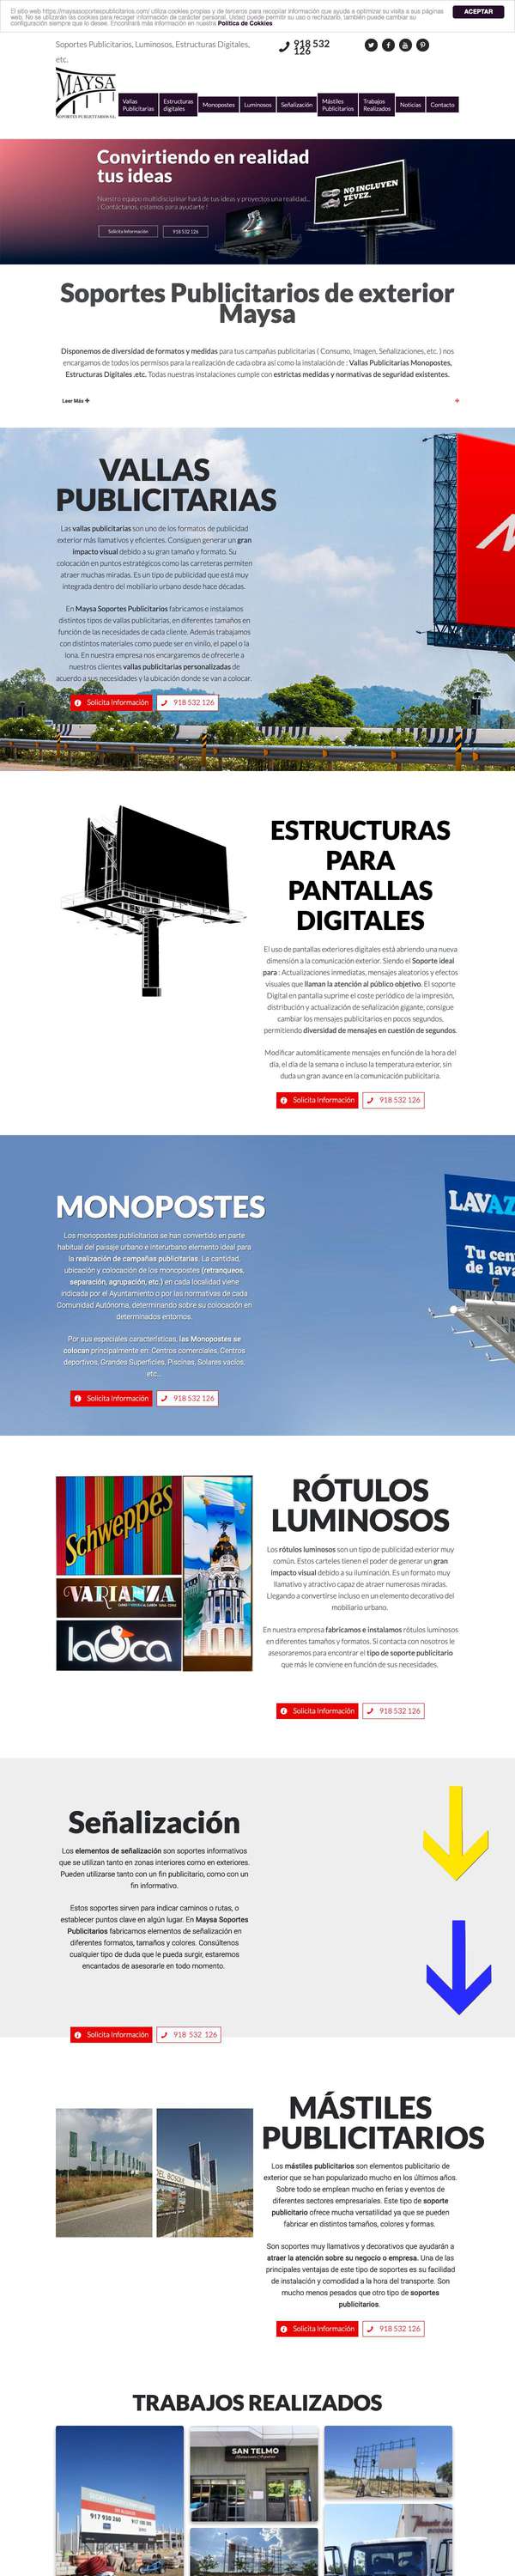 El sitio web https://maysasoportespublicitarios.com/ utiliza cookies propias y de terceros para recopilar información que ayuda a optimizar su visita a sus páginas
web. No se utilizarán las cookies para recoger información de carácter personal. Usted puede permitir su uso o rechazarlo, también puede cambiar su
configuración siempre que lo desee. Encontrará más información en nuestra Política de Cookies
ACEPTAR
Soportes Publicitarios, Luminosos, Estructuras Digitales,
etc.
918 532
126
MAYSA
SOPORTES PUBLICITARIOS S.L.
Vallas
Publicitarias
Estructuras
digitales
Monopostes
Luminosos
Señalización
Mástiles
Publicitarios
Trabajos
Realizados
Noticias
Contacto
Convirtiendo en realidad
tus ideas
Nuestro equipo multidisciplinar hará de tus ideas y proyectos una realidad...
¡ Contáctanos, estamos para ayudarte !
Solicita Información
918 532 126
NO INCLUYEN
TÉVEZ.
Soportes Publicitarios de exterior
Maysa
Disponemos de diversidad de formatos y medidas para tus campañas publicitarias ( Consumo, Imagen, Señalizaciones, etc. ) nos
encargamos de todos los permisos para la realización de cada obra así como la instalación de : Vallas Publicitarias Monopostes,
Estructuras Digitales .etc. Todas nuestras instalaciones cumple con estrictas medidas y normativas de seguridad existentes.
Leer Más +
VALLAS
PUBLICITARIAS
Las vallas publicitarias son uno de los formatos de publicidad
exterior más llamativos y eficientes. Consiguen generar un gran
impacto visual debido a su gran tamaño y formato. Su
colocación en puntos estratégicos como las carreteras permiten
atraer muchas miradas. Es un tipo de publicidad que está muy
integrada dentro del mobiliario urbano desde hace décadas.
En Maysa Soportes Publicitarios fabricamos e instalamos
distintos tipos de vallas publicitarias, en diferentes tamaños en
función de las necesidades de cada cliente. Además trabajamos
con distintos materiales como puede ser en vinilo, el papel o la
lona. En nuestra empresa nos encargaremos de ofrecerle a
nuestros clientes vallas publicitarias personalizadas de
acuerdo a sus necesidades y la ubicación donde se van a colocar.
Solicita Información
918 532 126
ESTRUCTURAS
PARA
PANTALLAS
DIGITALES
El uso de pantallas exteriores digitales está abriendo una nueva
dimensión a la comunicación exterior. Siendo el Soporte ideal
para : Actualizaciones inmediatas, mensajes aleatorios y efectos
visuales que llaman la atención al público objetivo. El soporte
Digital en pantalla suprime el coste periódico de la impresión,
distribución y actualización de señalización gigante, consigue
cambiar los mensajes publicitarios en pocos segundos,
permitiendo diversidad de mensajes en cuestión de segundos.
Modificar automáticamente mensajes en función de la hora del
día, el día de la semana o incluso la temperatura exterior, sin
duda un gran avance en la comunicación publicitaria.
Solicita Información
918 532 126
MONOPOSTES
Los monopostes publicitarios se han convertido en parte
habitual del paisaje urbano e interurbano elemento ideal para
la realización de campañas publicitarias. La cantidad,
ubicación y colocación de los monopostes (retranqueos,
separación, agrupación, etc.) en cada localidad viene
indicada por el Ayuntamiento o por las normativas de cada
Comunidad Autónoma, determinando sobre su colocación en
determinados entornos.
Por sus especiales características, las Monopostes se
colocan principalmente en: Centros comerciales, Centros
deportivos, Grandes Superficies, Piscinas, Solares vacíos,
etc...
LAVAZ
Tu cen
de lava
Solicita Información
918 532 126
Schweppes
VARIANZA
laOca
RÓTULOS
LUMINOSOS
Los rótulos luminosos son un tipo de publicidad exterior muy
común. Estos carteles tienen el poder de generar un gran
impacto visual debido a su iluminación. Es un formato muy
llamativo y atractivo capaz de atraer numerosas miradas.
Llegando a convertirse incluso en un elemento decorativo del
mobiliario urbano.
En nuestra empresa fabricamos e instalamos rótulos luminosos
en diferentes tamaños y formatos. Si contacta con nosotros le
asesoraremos para encontrar el tipo de soporte publicitario
que más le conviene en función de sus necesidades.
Solicita Información
918 532 126
Señalización
Los elementos de señalización son soportes informativos
que se utilizan tanto en zonas interiores como en exteriores.
Pueden utilizarse tanto con un fin publicitario, como con un
fin informativo.
Estos soportes sirven para indicar caminos o rutas, o
establecer puntos clave en algún lugar. En Maysa Soportes
Publicitarios fabricamos elementos de señalización en
diferentes formatos, tamaños y colores. Consúltenos
cualquier tipo de duda que le pueda surgir, estaremos
encantados de asesorarle en todo momento.
Solicita Información
918 532 126
MÁSTILES
PUBLICITARIOS
Los mástiles publicitarios son elementos publicitario de
exterior que se han popularizado mucho en los últimos años.
Sobre todo se emplean mucho en ferias y eventos de
diferentes sectores empresariales. Este tipo de soporte
publicitario ofrece mucha versatilidad ya que se pueden
fabricar en distintos tamaños, colores y formas.
Son soportes muy llamativos y decorativos que ayudarán a
atraer la atención sobre su negocio o empresa. Una de las
principales ventajas de este tipo de soportes es su facilidad
de instalación y comodidad a la hora del transporte. Son
mucho menos pesados que otro tipo de soportes
publicitarios.
Solicita Información
918 532 126
TRABAJOS REALIZADOS
SAN TELMO
917 930 360